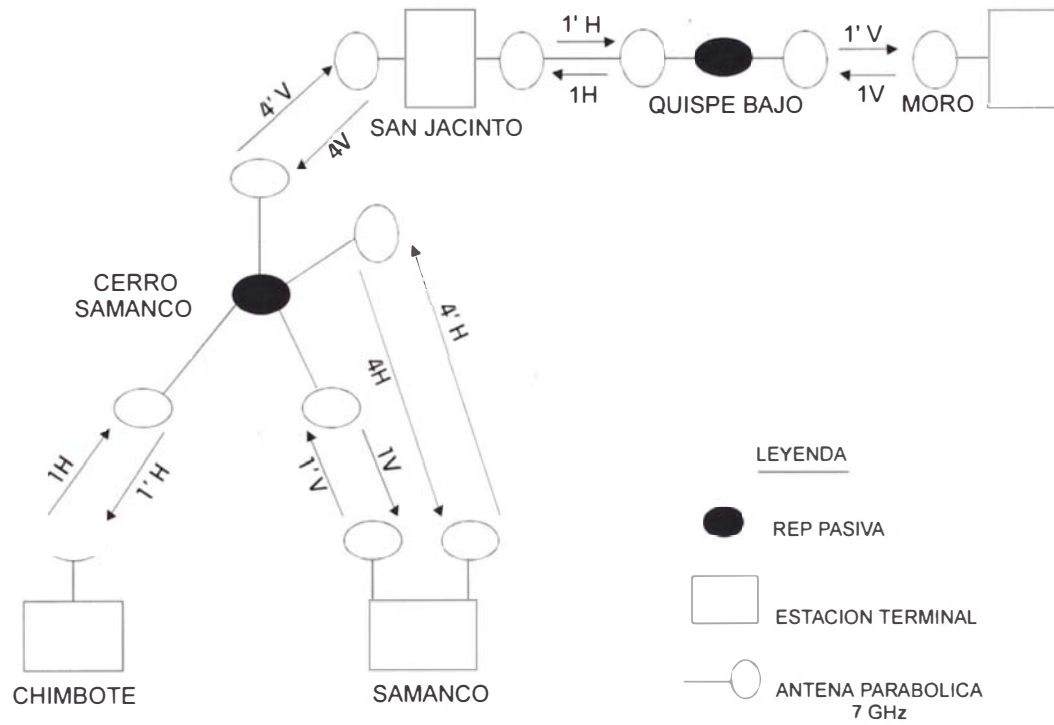 1' H
1' V
4' V
1H
1V
QUISPE BAJO
MORO
SAN JACINTO
4V
CERRO
SAMANCO
4' H
4H
1H
1' H
1' V
1V
LEYENDA
REP PASIVA
ESTACION TERMINAL
CHIMBOTE
SAMANCO
ANTENA PARABOLICA
7 GHz